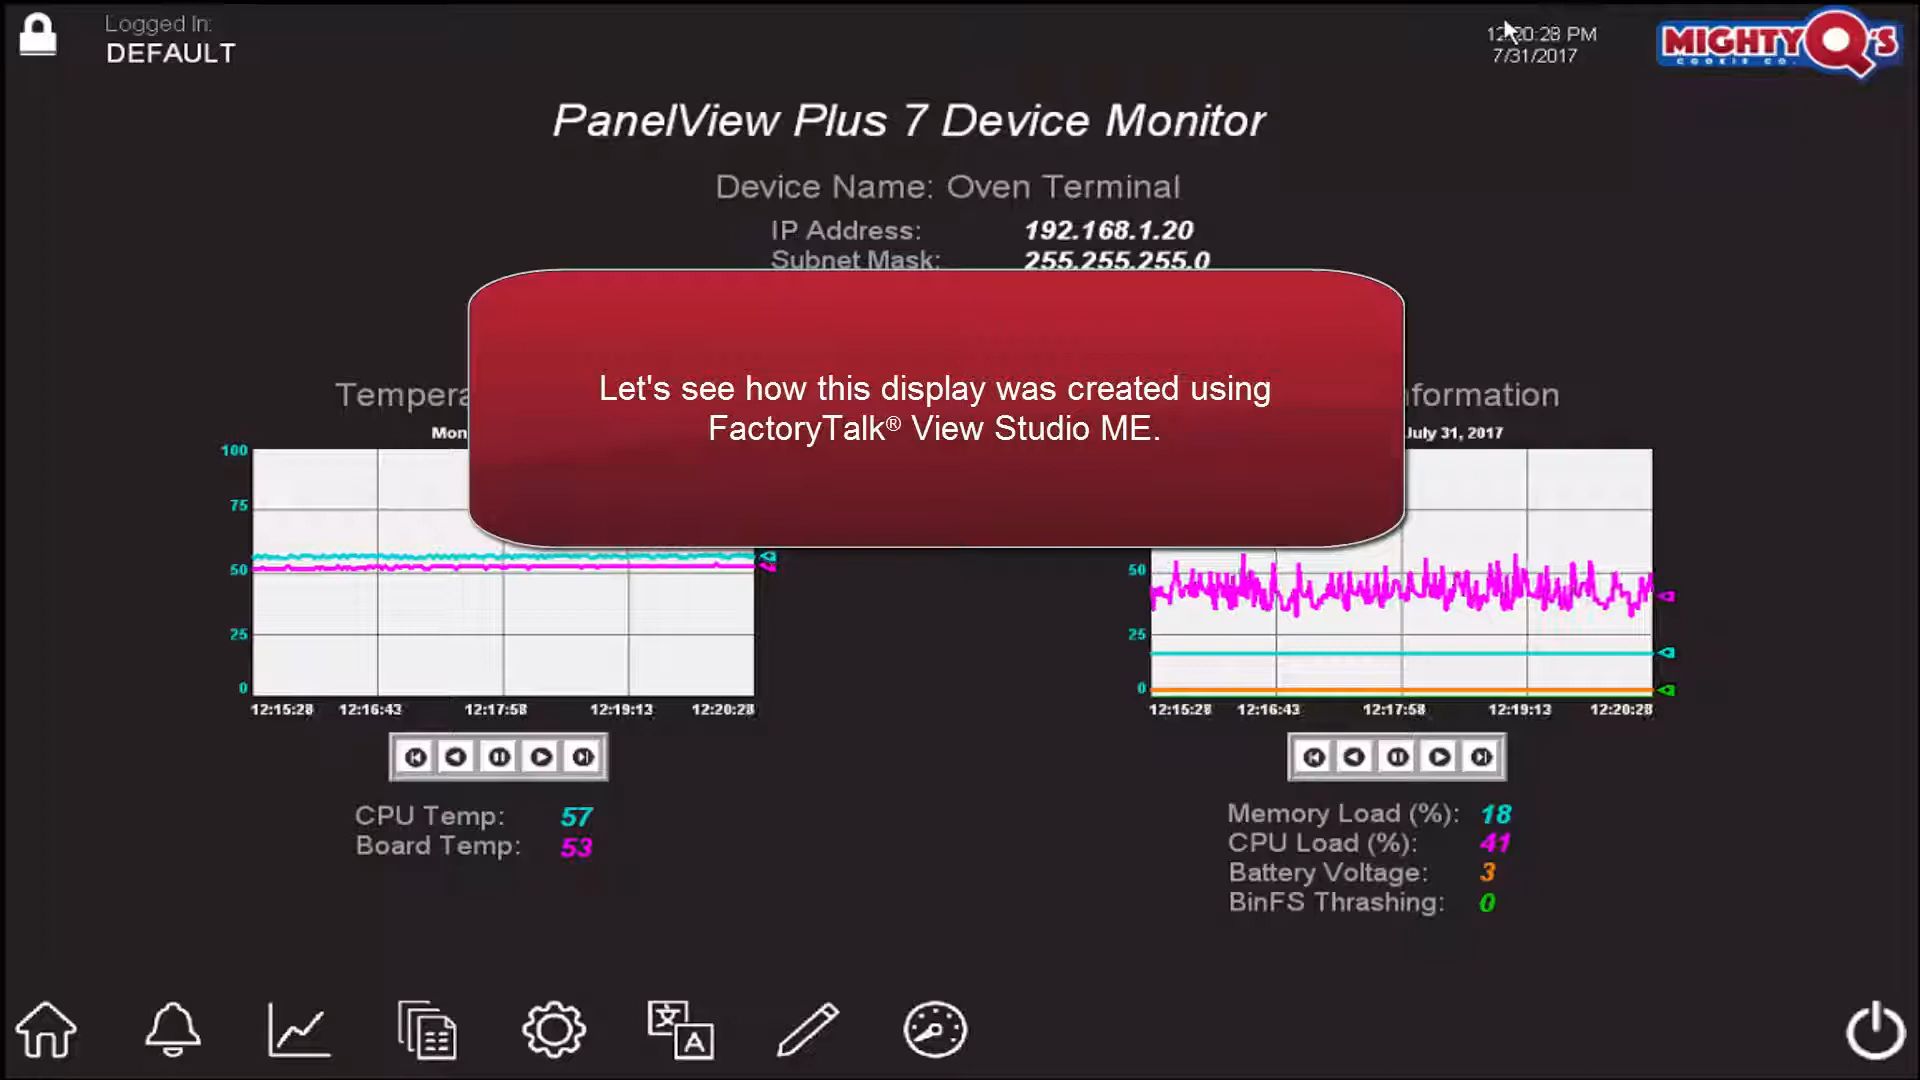 Logged In:
DEFAULT
12:20:28 PM
7/31/2017
MIGHTY Q's
COOKIE CO.
PanelView Plus 7 Device Monitor
Device Name: Oven Terminal
IP Address: 192.168.1.20
Subnet Mask: 255.255.255.0
Let's see how this display was created using
FactoryTalk® View Studio ME.
Tempera
Mon
100
75
50
25
0
12:15:28 12:16:43 12:17:58 12:19:13 12:20:28
CPU Temp: 57
Board Temp: 53
nformation
July 31, 2017
50
25
0
12:15:28 12:16:43 12:17:58 12:19:13 12:20:28
Memory Load (%): 18
CPU Load (%): 41
Battery Voltage: 3
BinFS Thrashing: 0
文
A